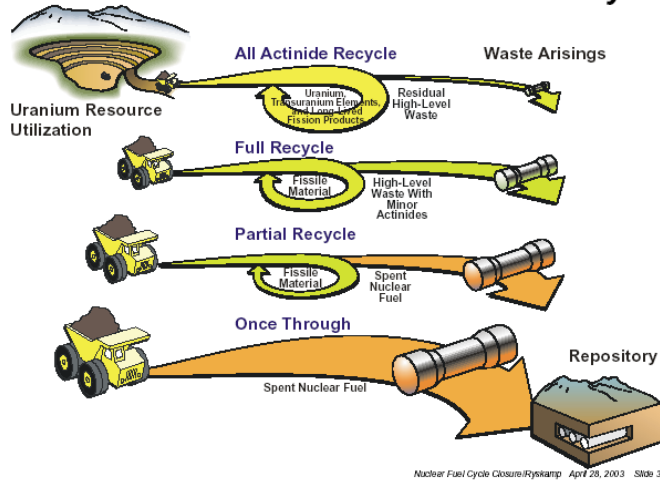 All Actinide Recycle
Waste Arisings
Uranium,
Transuranium Elements,
and Long-Lived
Fission Products
Residual
High-Level
Waste
Uranium Resource
Utilization
Full Recycle
Fissile
Material
High-Level
Waste With
Minor
Actinides
Partial Recycle
Fissile
Material
Spent
Nuclear
Fuel
Once Through
Spent Nuclear Fuel
Repository
Nuclear Fuel Cycle Closure/Ryskamp April 28, 2003 Slide 3